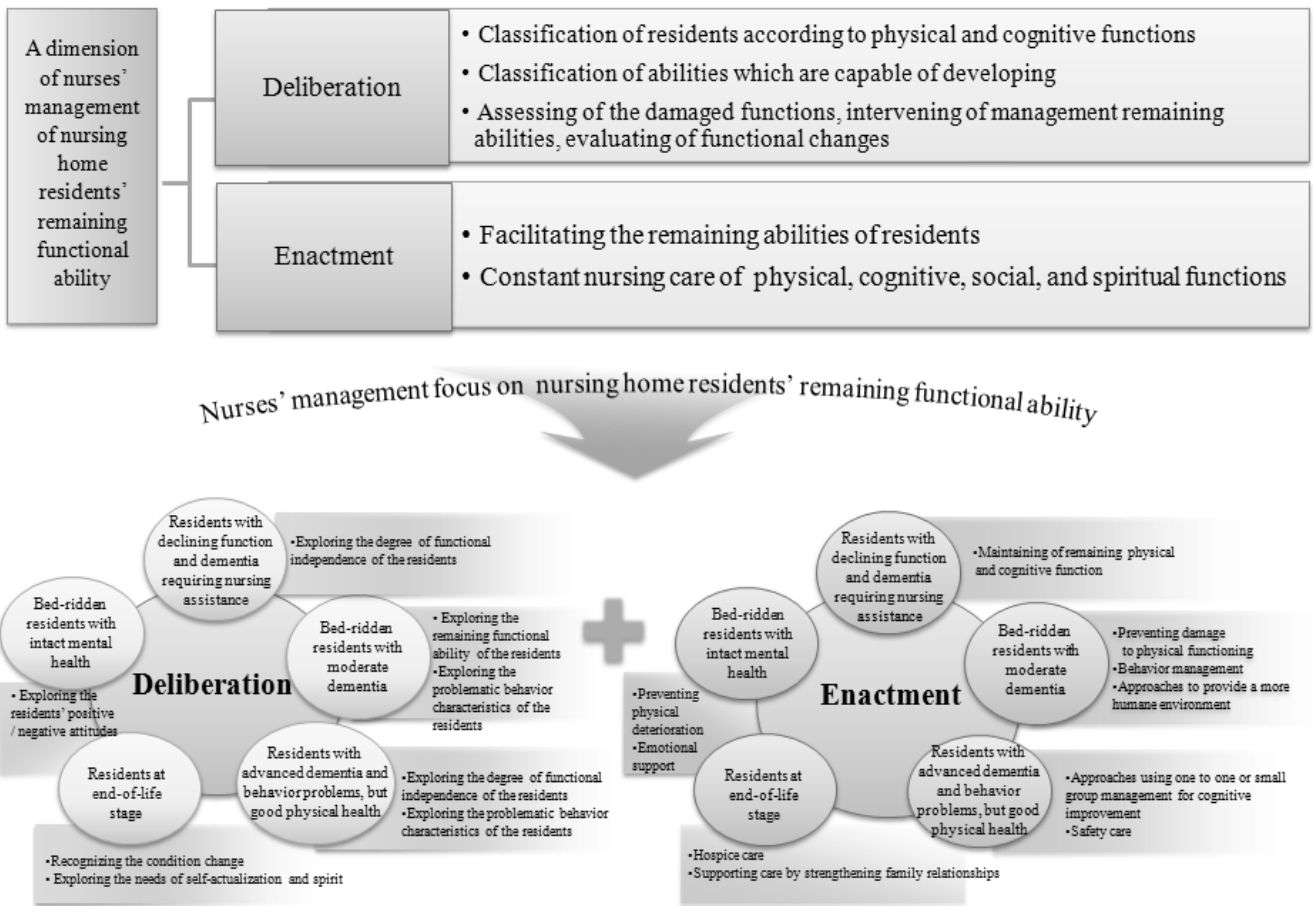 A dimension
of nurses’
management
of nursing
home
residents’
remaining
functional
ability
Deliberation
• Classification of residents according to physical and cognitive functions
• Classification of abilities which are capable of developing
• Assessing of the damaged functions, intervening of management remaining
abilities, evaluating of functional changes
Enactment
• Facilitating the remaining abilities of residents
• Constant nursing care of physical, cognitive, social, and spiritual functions
Nurses’ management focus on nursing home residents’ remaining functional ability
Residents with
declining function
and dementia
requiring nursing
assistance
•Exploring the degree of functional
independence of the residents
Bed-ridden
residents with
intact mental
health
• Exploring the
residents’ positive
/ negative attitudes
Deliberation
Bed-ridden
residents with
moderate
dementia
• Exploring the
remaining functional
ability of the residents
•Exploring the
problematic behavior
characteristics of the
residents
Residents at
end-of-life
stage
•Recognizing the condition change
• Exploring the needs of self-actualization and spirit
Residents with
advanced dementia and
behavior problems, but
good physical health
•Exploring the degree of functional
independence of the residents
•Exploring the problematic behavior
characteristics of the residents
Residents with
declining function
and dementia
requiring nursing
assistance
•Maintaining of remaining physical
and cognitive function
Bed-ridden
residents with
intact mental
health
•Preventing
physical
deterioration
•Emotional
support
Enactment
Bed-ridden
residents with
moderate
dementia
•Preventing damage
to physical functioning
•Behavior management
•Approaches to provide a more
humane environment
Residents at
end-of-life
stage
•Hospice care
•Supporting care by strengthening family relationships
Residents with
advanced dementia
and behavior
problems, but good
physical health
•Approaches using one to one or small
group management for cognitive
improvement
•Safety care